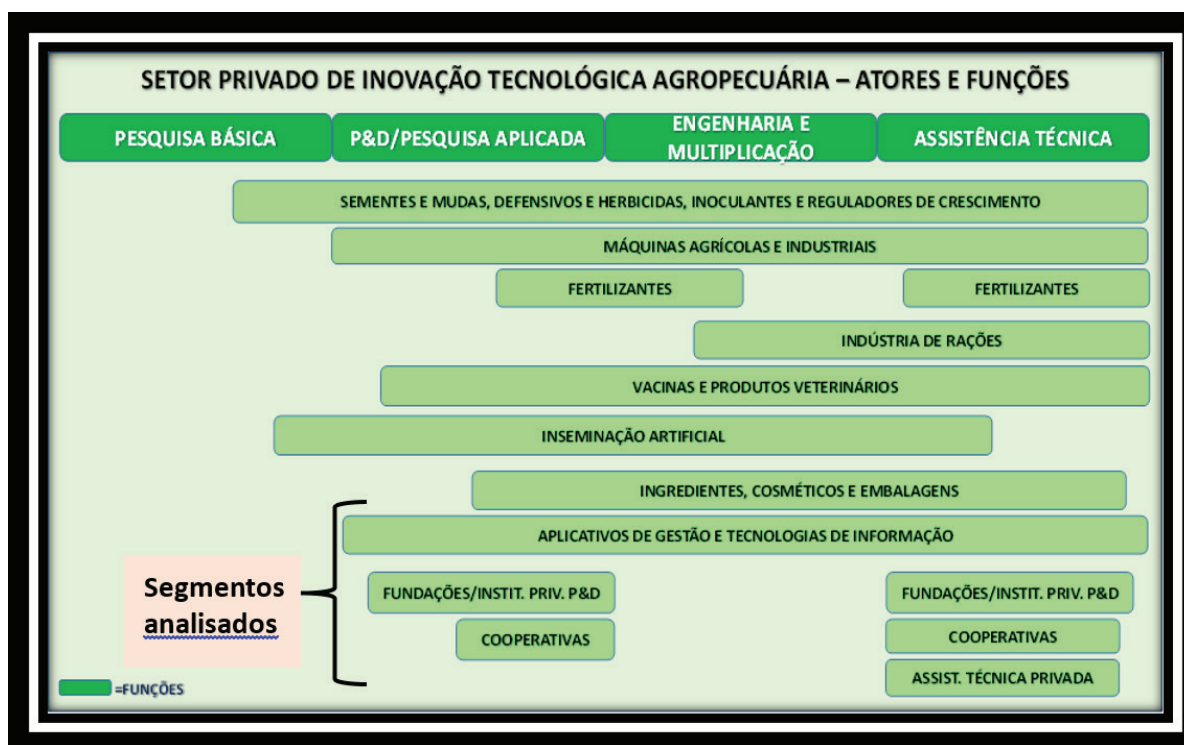 SETOR PRIVADO DE INOVAÇÃO TECNOLÓGICA AGROPECUÁRIA – ATORES E FUNÇÕES
PESQUISA BÁSICA
P&D/PESQUISA APLICADA
ENGENHARIA E
MULTIPLICAÇÃO
ASSISTÊNCIA TÉCNICA
SEMENTES E MUDAS, DEFENSIVOS E HERBICIDAS, INOCULANTES E REGULADORES DE CRESCIMENTO
MÁQUINAS AGRÍCOLAS E INDUSTRIAIS
FERTILIZANTES
FERTILIZANTES
INDÚSTRIA DE RAÇÕES
VACINAS E PRODUTOS VETERINÁRIOS
INSEMINAÇÃO ARTIFICIAL
INGREDIENTES, COSMÉTICOS E EMBALAGENS
APLICATIVOS DE GESTÃO E TECNOLOGIAS DE INFORMAÇÃO
Segmentos
analisados
FUNDAÇÕES/INSTIT. PRIV. P&D
FUNDAÇÕES/INSTIT. PRIV. P&D
COOPERATIVAS
COOPERATIVAS
ASSIST. TÉCNICA PRIVADA
=FUNÇÕES